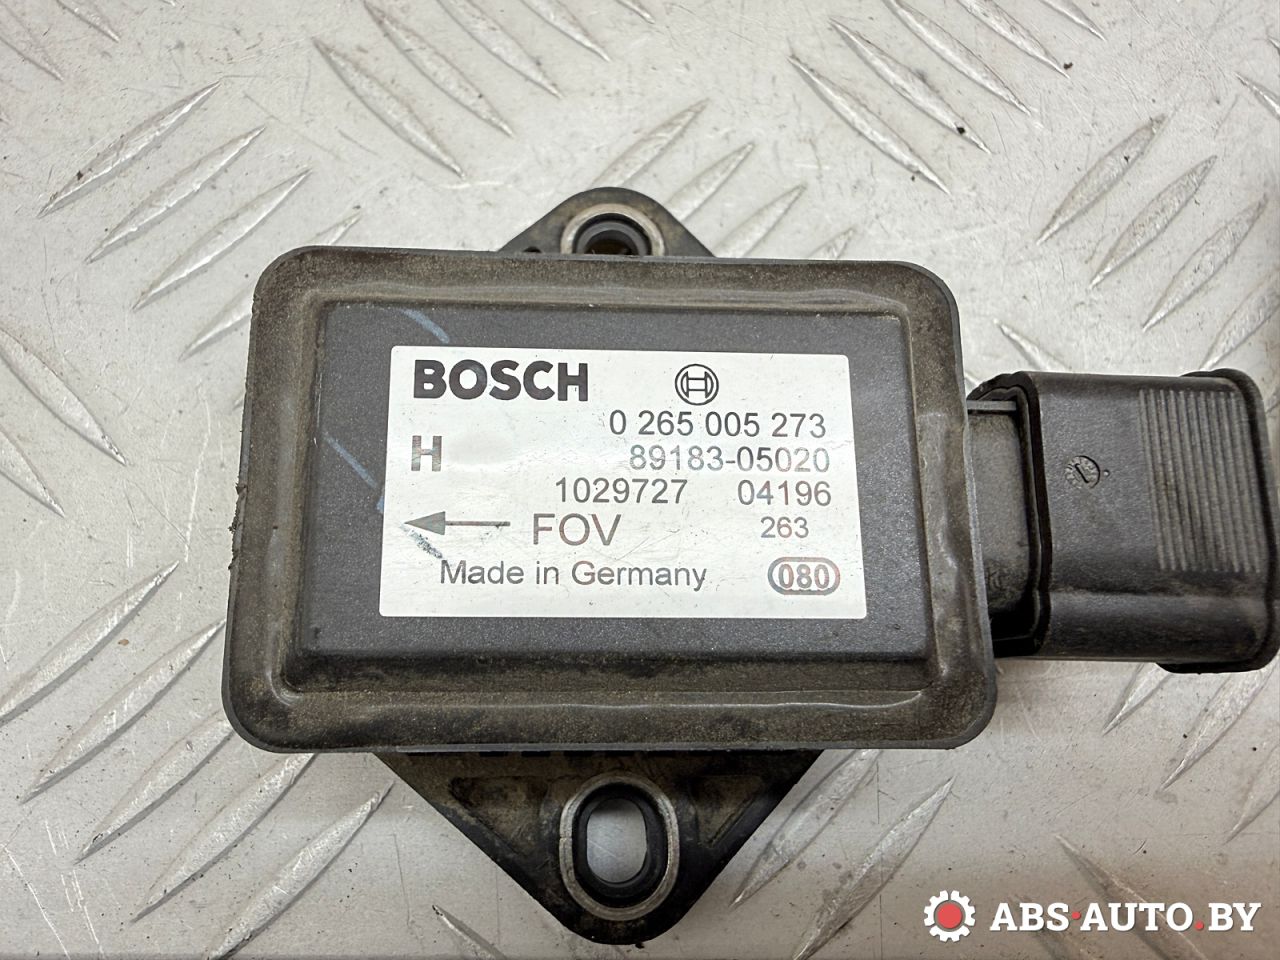 BOSCH
0 265 005 273
H 89183-05020
1029727 04196
FOV 263
Made in Germany 080
ABS-AUTO.BY